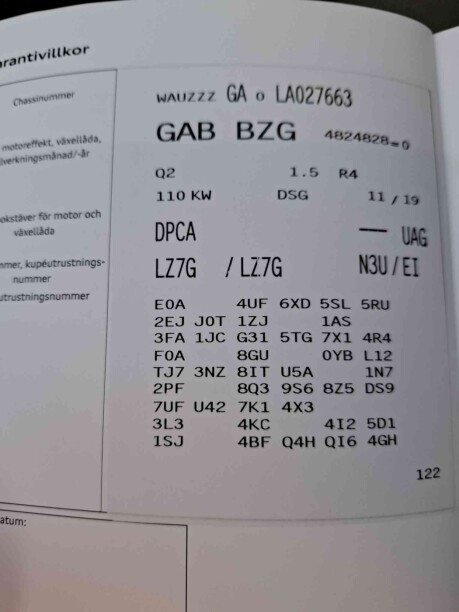 rantivillkor
Chassinummer
WAUZZZ GA 0 LA027663
GAB BZG 4824828=0
motoreffekt, växellåda,
lverkningsmånad/-år
Q2 1.5 R4
110 KW DSG 11 / 19
okstäver för motor och
växellåda
DPCA — UAG
mmer, kupéutrustnings-
nummer
LZ7G / LZ7G N3U / EI
utrustningsnummer
E0A 4UF 6XD 5SL 5RU
2EJ J0T 1ZJ 1AS
3FA 1JC G31 5TG 7X1 4R4
F0A 8GU 0YB L12
TJ7 3NZ 8IT U5A 1N7
2PF 8Q3 9S6 8Z5 DS9
7UF U42 7K1 4X3
3L3 4KC 4I2 5D1
1SJ 4BF Q4H QI6 4GH
122
atum: